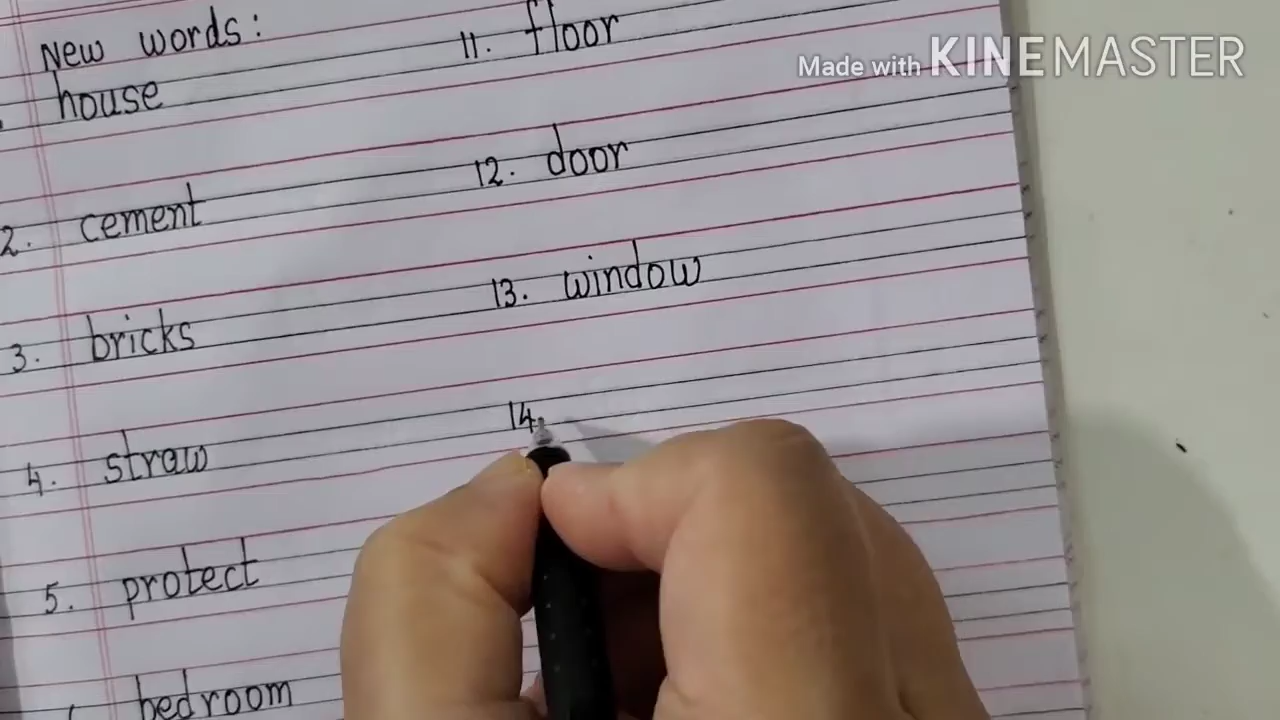 New words:
house
2. cement
3. bricks
4. straw
5. protect
bedroom
11. floor
12. door
13. window
14.
Made with KINEMASTER